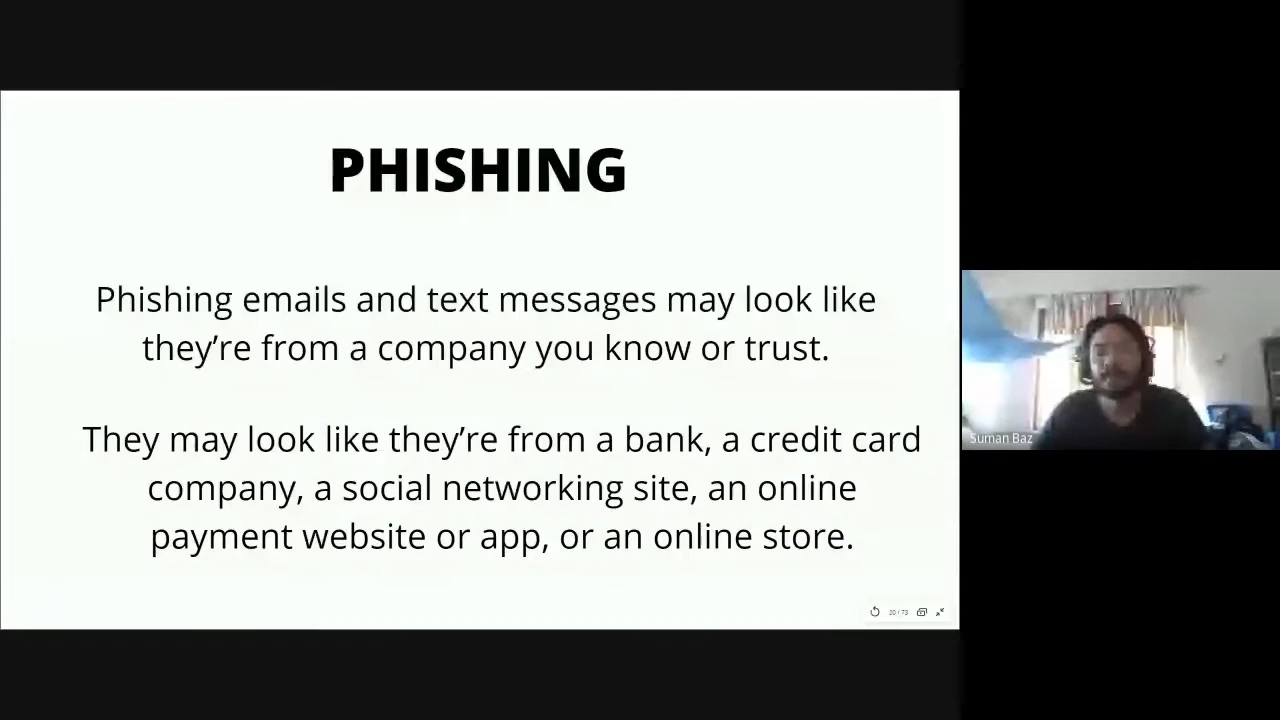 PHISHING
Phishing emails and text messages may look like
they’re from a company you know or trust.
They may look like they’re from a bank, a credit card
company, a social networking site, an online
payment website or app, or an online store.
20 / 73
Suman Baz